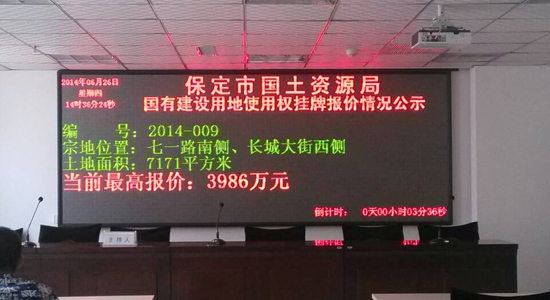 2014年06月26日
星期四
14时36分24秒
保定市国土资源局
国有建设用地使用权挂牌报价情况公示
编 号：2014-009
宗地位置：七一路南侧、长城大街西侧
土地面积：7171平方米
当前最高报价：3986万元
倒计时： 0天00小时03分36秒
主持人